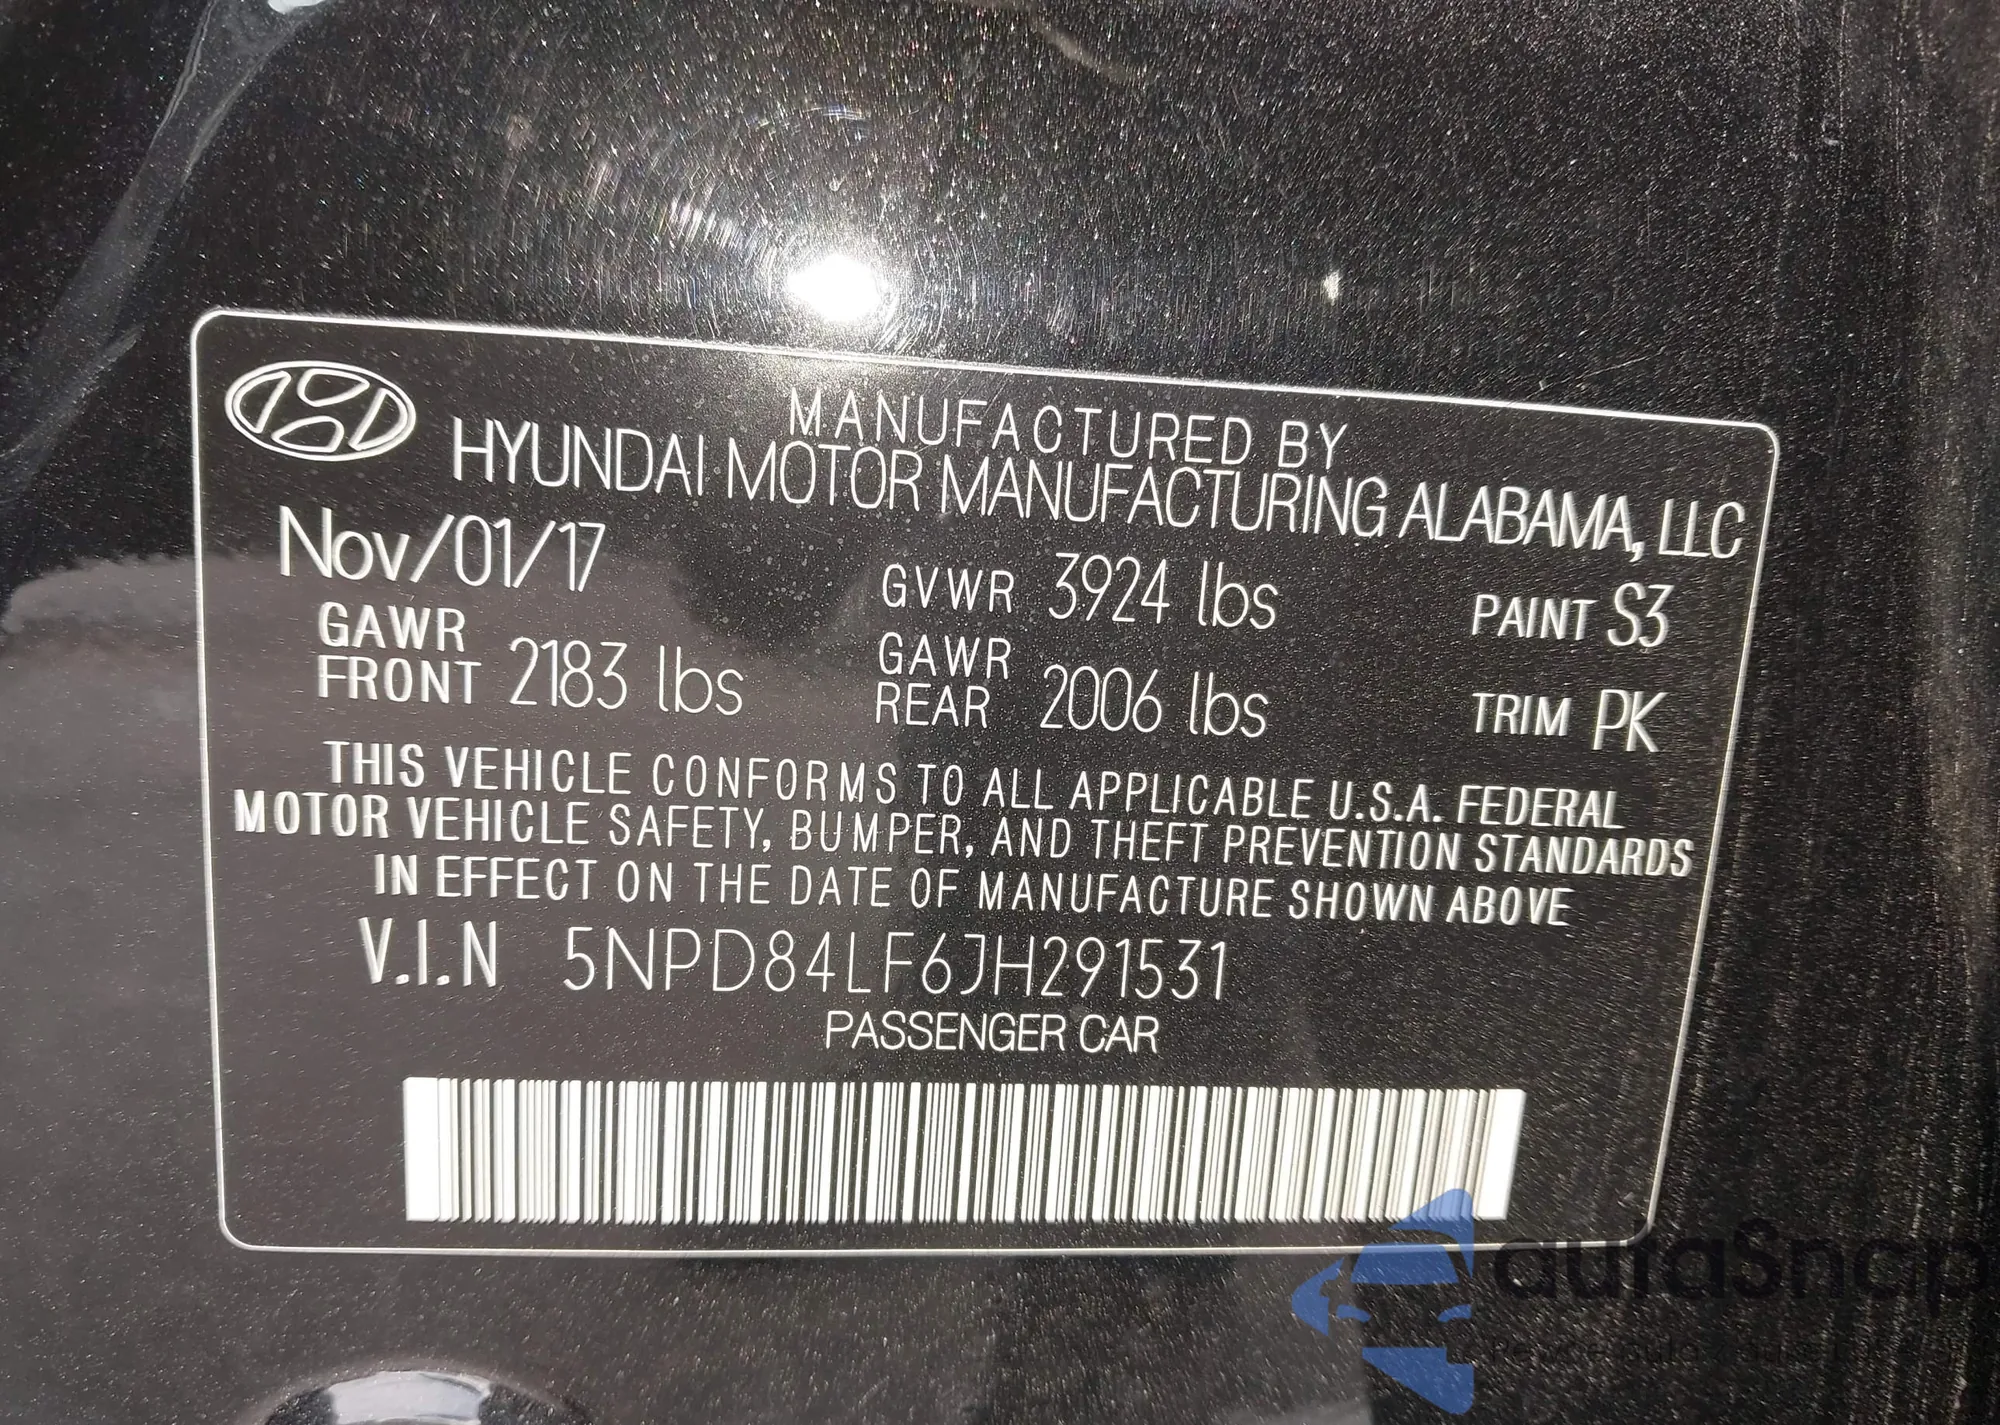 MANUFACTURED BY
HYUNDAI MOTOR MANUFACTURING ALABAMA, LLC
Nov/01/17 GVWR 3924 lbs PAINT S3
GAWR FRONT 2183 lbs GAWR REAR 2006 lbs TRIM PK
THIS VEHICLE CONFORMS TO ALL APPLICABLE U.S.A. FEDERAL
MOTOR VEHICLE SAFETY, BUMPER, AND THEFT PREVENTION STANDARDS
IN EFFECT ON THE DATE OF MANUFACTURE SHOWN ABOVE
V.I.N 5NPD84LF6JH291531
PASSENGER CAR
autaSnap